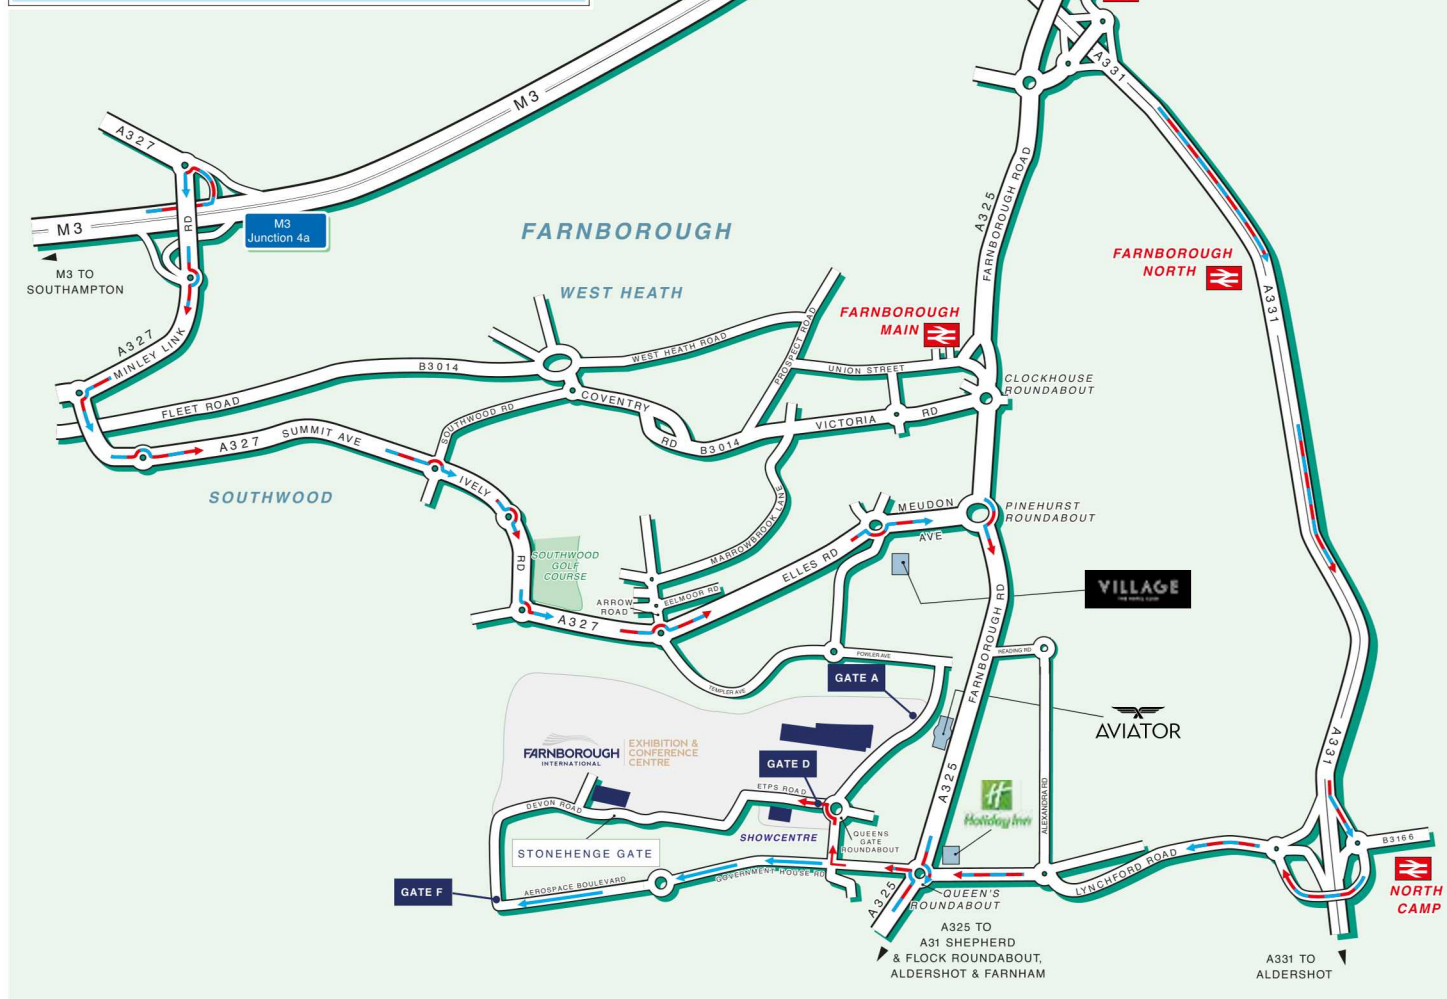 M3
A331
A327
M3
Junction 4a
RD
M3
M3 TO
SOUTHAMPTON
FARNBOROUGH
WEST HEATH
A325
FARNBOROUGH ROAD
FARNBOROUGH
NORTH
A331
FARNBOROUGH
MAIN
A327
MINLEY LINK
FLEET ROAD
B3014
WEST HEATH ROAD
PROSPECT ROAD
UNION STREET
CLOCKHOUSE
ROUNDABOUT
COVENTRY
RD
B3014
VICTORIA
RD
SOUTHWOOD RD
A327
SUMMIT AVE
SOUTHWOOD
IVELY
RD
MARROWBROOK LANE
MEUDON
AVE
PINEHURST
ROUNDABOUT
SOUTHWOOD
GOLF
COURSE
ELLES RD
ARROW
ROAD
EELMOOR RD
A327
VILLAGE
FARNBOROUGH RD
FOWLER AVE
READING RD
TEMPLER AVE
GATE A
AVIATOR
FARNBOROUGH
INTERNATIONAL
EXHIBITION &
CONFERENCE
CENTRE
GATE D
ETPS ROAD
A325
A331
Holiday Inn
ALEXANDRA RD
DEVON ROAD
SHOWCENTRE
QUEENS
GATE
ROUNDABOUT
STONEHENGE GATE
GOVERNMENT HOUSE RD
AEROSPACE BOULEVARD
GATE F
LYNCHFORD ROAD
B3166
NORTH
CAMP
A325
QUEEN'S
ROUNDABOUT
A325 TO
A31 SHEPHERD
& FLOCK ROUNDABOUT,
ALDERSHOT & FARNHAM
A331 TO
ALDERSHOT